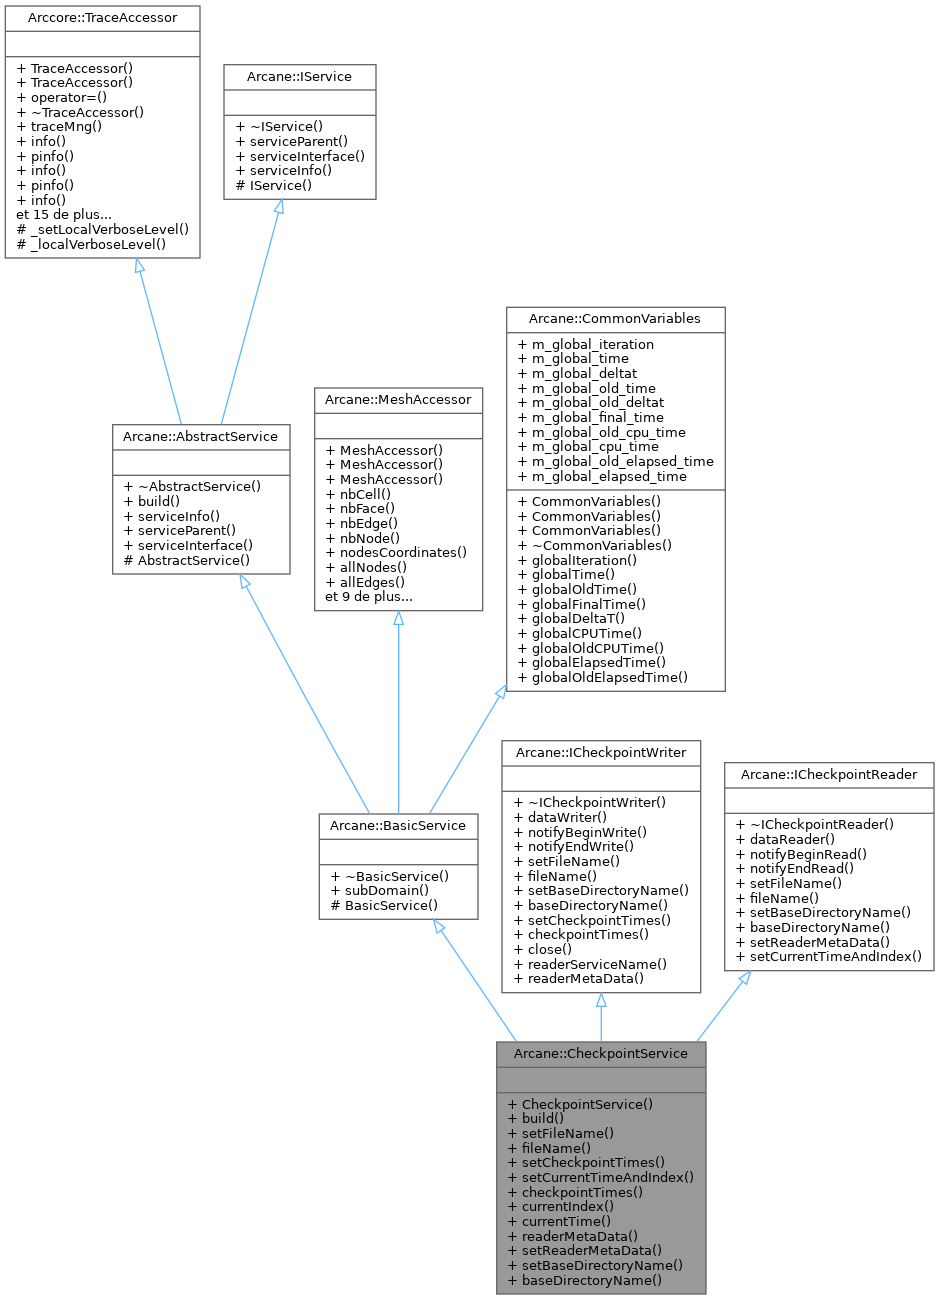 Arccore::TraceAccessor
+ TraceAccessor()
+ TraceAccessor()
+ operator=()
+ ~TraceAccessor()
+ traceMng()
+ info()
+ pinfo()
+ info()
+ pinfo()
+ info()
et 15 de plus...
# _setLocalVerboseLevel()
# _localVerboseLevel()
Arcane::IService
+ ~IService()
+ serviceParent()
+ serviceInterface()
+ serviceInfo()
# IService()
Arcane::CommonVariables
+ m_global_iteration
+ m_global_time
+ m_global_deltat
+ m_global_old_time
+ m_global_old_deltat
+ m_global_final_time
+ m_global_old_cpu_time
+ m_global_cpu_time
+ m_global_old_elapsed_time
+ m_global_elapsed_time
+ CommonVariables()
+ CommonVariables()
+ CommonVariables()
+ ~CommonVariables()
+ globalIteration()
+ globalTime()
+ globalOldTime()
+ globalFinalTime()
+ globalDeltaT()
+ globalCPUTime()
+ globalOldCPUTime()
+ globalElapsedTime()
+ globalOldElapsedTime()
Arcane::MeshAccessor
+ MeshAccessor()
+ MeshAccessor()
+ MeshAccessor()
+ nbCell()
+ nbFace()
+ nbEdge()
+ nbNode()
+ nodesCoordinates()
+ allNodes()
+ allEdges()
et 9 de plus...
Arcane::AbstractService
+ ~AbstractService()
+ build()
+ serviceInfo()
+ serviceParent()
+ serviceInterface()
# AbstractService()
Arcane::ICheckpointWriter
+ ~ICheckpointWriter()
+ dataWriter()
+ notifyBeginWrite()
+ notifyEndWrite()
+ setFileName()
+ fileName()
+ setBaseDirectoryName()
+ baseDirectoryName()
+ setCheckpointTimes()
+ checkpointTimes()
+ close()
+ readerServiceName()
+ readerMetaData()
Arcane::ICheckpointReader
+ ~ICheckpointReader()
+ dataReader()
+ notifyBeginRead()
+ notifyEndRead()
+ setFileName()
+ fileName()
+ setBaseDirectoryName()
+ baseDirectoryName()
+ setReaderMetaData()
+ setCurrentTimeAndIndex()
Arcane::BasicService
+ ~BasicService()
+ subDomain()
# BasicService()
Arcane::CheckpointService
+ CheckpointService()
+ build()
+ setFileName()
+ fileName()
+ setCheckpointTimes()
+ setCurrentTimeAndIndex()
+ checkpointTimes()
+ currentIndex()
+ currentTime()
+ readerMetaData()
+ setReaderMetaData()
+ setBaseDirectoryName()
+ baseDirectoryName()